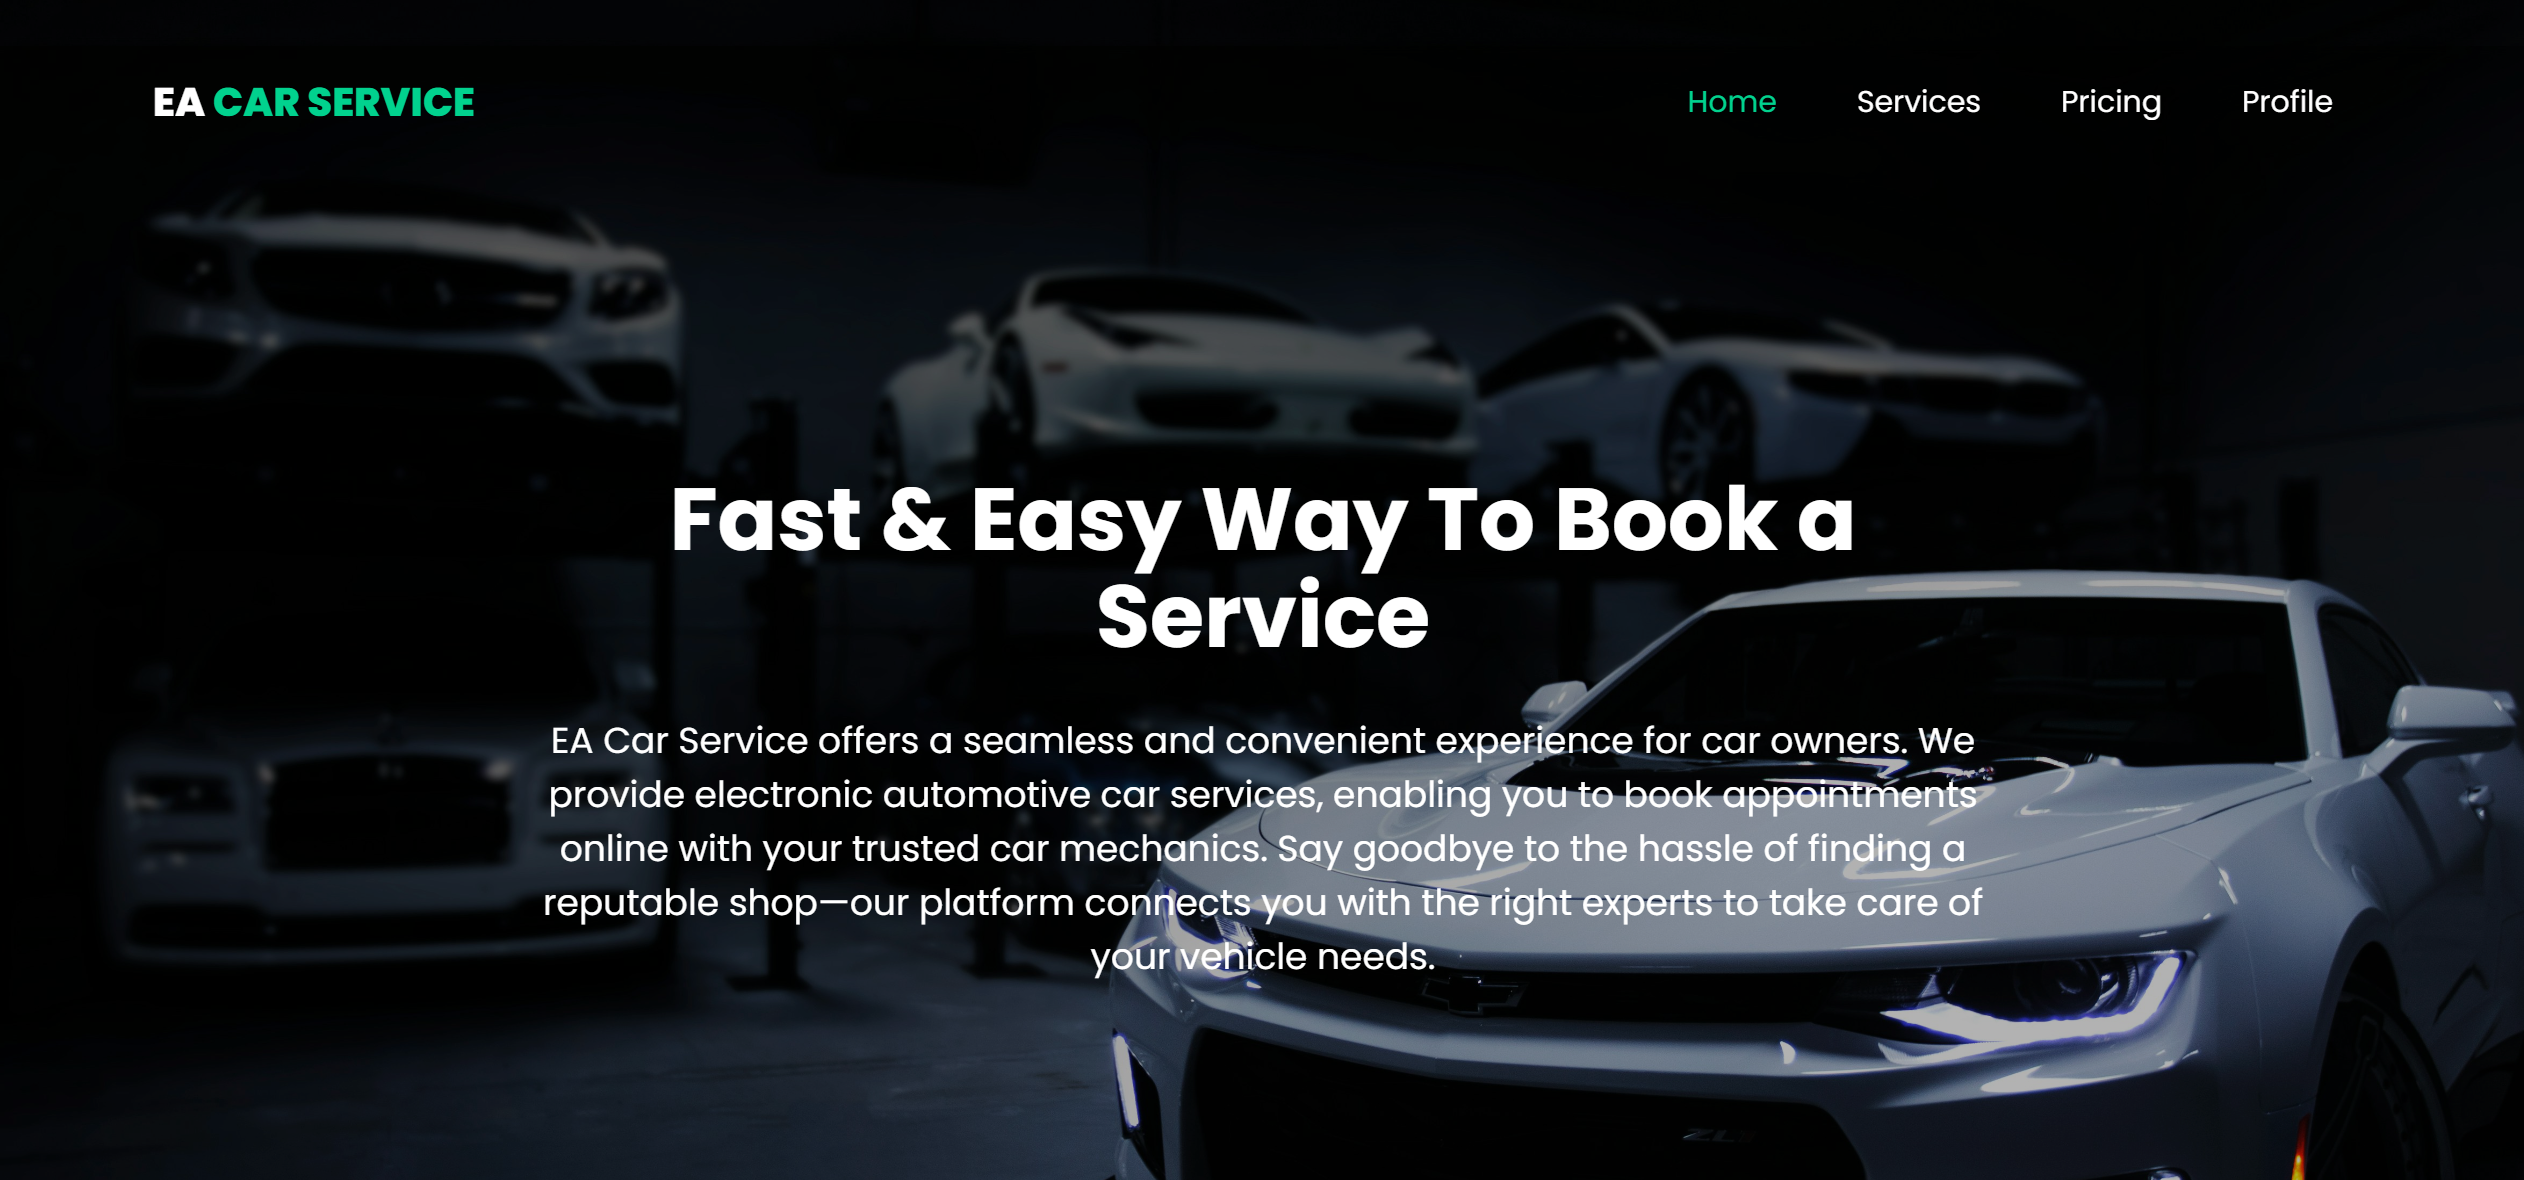 EA CAR SERVICE
Home Services Pricing Profile
Fast & Easy Way To Book a
Service
EA Car Service offers a seamless and convenient experience for car owners. We
provide electronic automotive car services, enabling you to book appointments
online with your trusted car mechanics. Say goodbye to the hassle of finding a
reputable shop—our platform connects you with the right experts to take care of
your vehicle needs.
ZL1